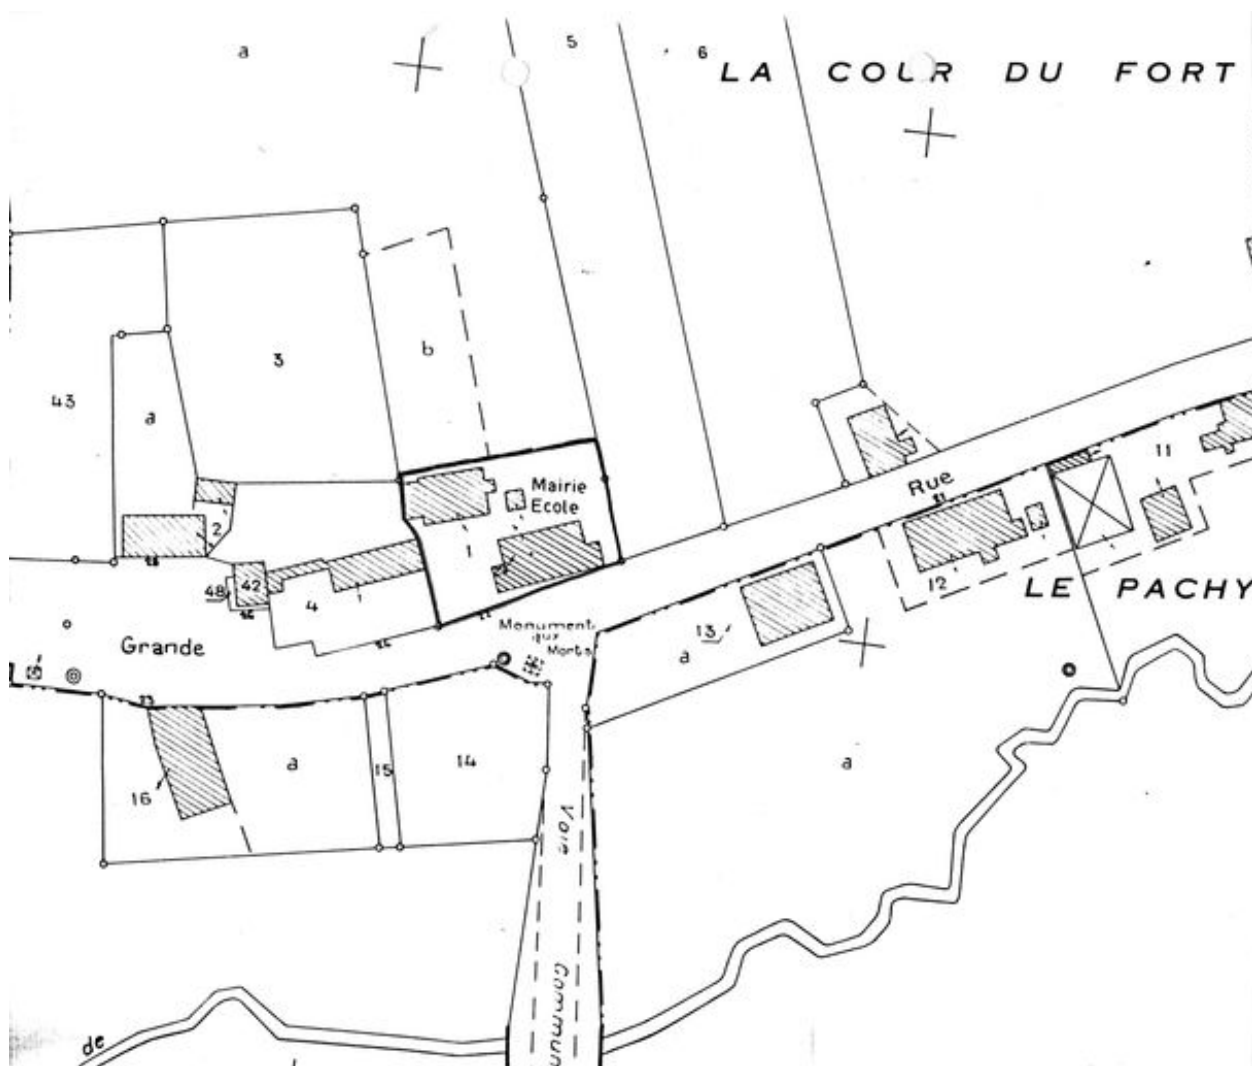 a
5
6
LA COUR DU FORT
43
a
3
b
Mairie
Ecole
1
2
48
42
4
Rue
11
12
LE PACHY
Grande
Monument
aux
Morts
13
a
16
a
15
14
a
Voie
Commun
de